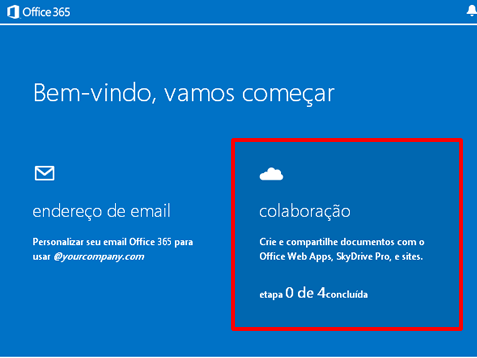 Office 365
Bem-vindo, vamos começar
endereço de email
Personalizar seu email Office 365 para
usar @yourcompany.com
colaboração
Crie e compartilhe documentos com o
Office Web Apps, SkyDrive Pro, e sites.
etapa 0 de 4concluída